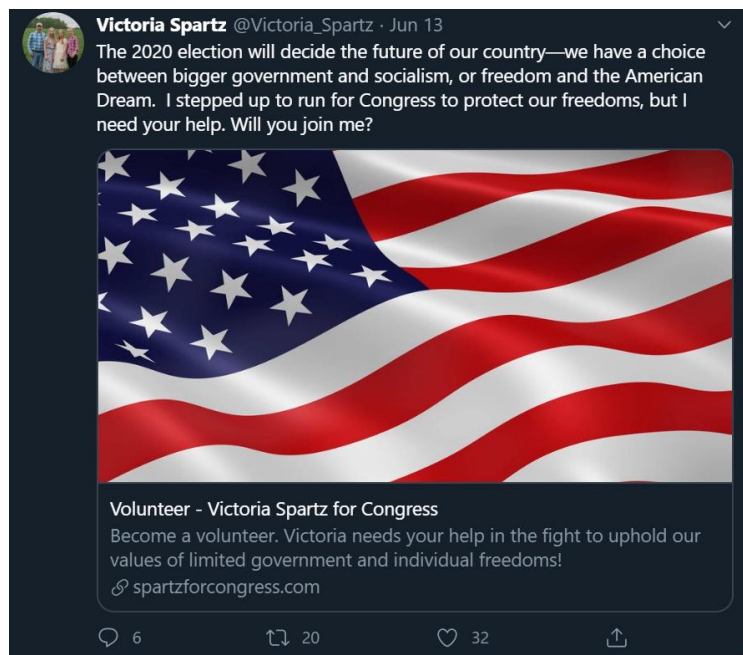 Victoria Spartz @Victoria_Spartz · Jun 13
The 2020 election will decide the future of our country—we have a choice
between bigger government and socialism, or freedom and the American
Dream.  I stepped up to run for Congress to protect our freedoms, but I
need your help. Will you join me?
Volunteer - Victoria Spartz for Congress
Become a volunteer. Victoria needs your help in the fight to uphold our
values of limited government and individual freedoms!
spartzforcongress.com
6 20 32